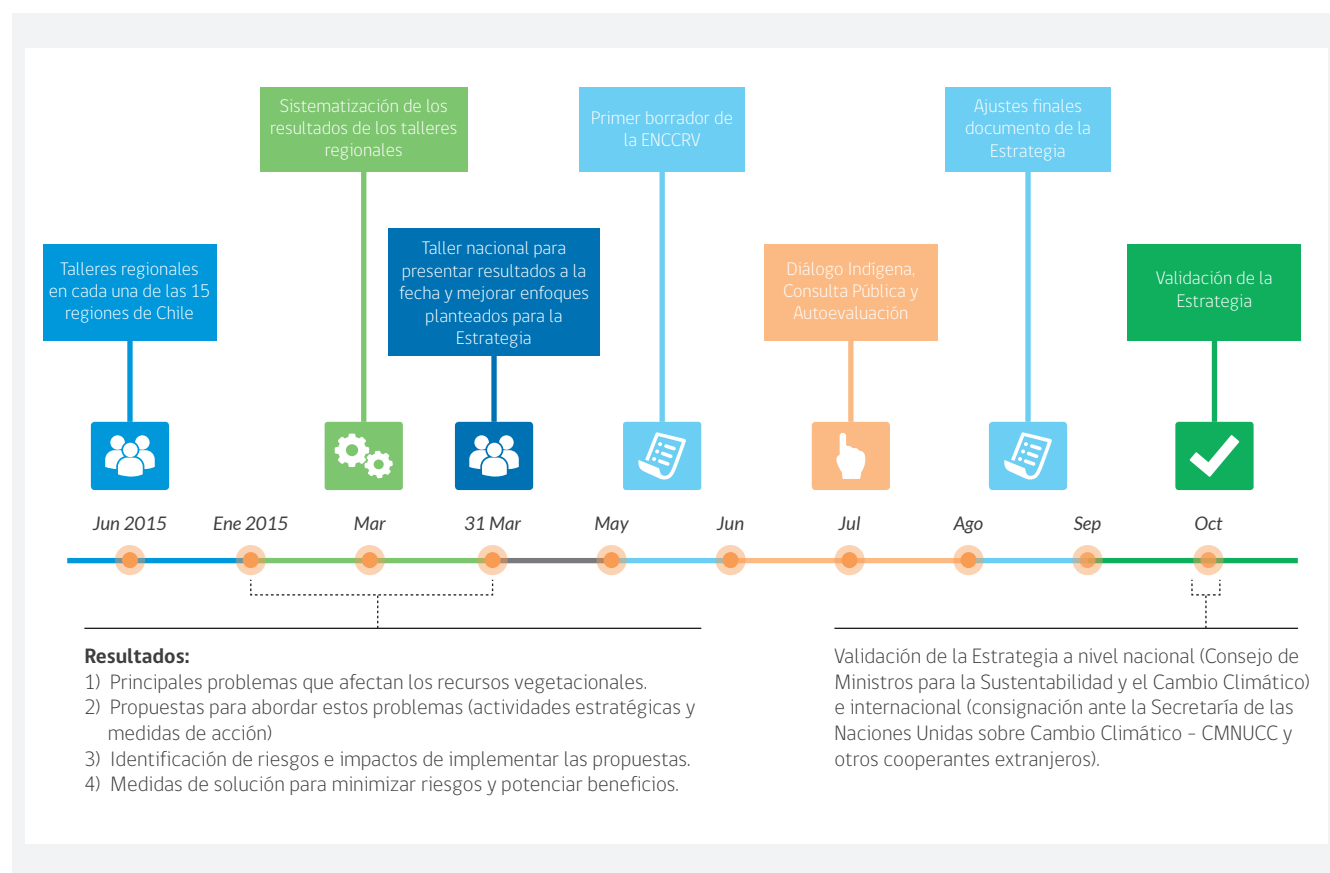 Sistematización de los
resultados de los talleres
regionales
Primer borrador de
la ENCCRV
Ajustes finales
documento de la
Estrategia
Talleres regionales
en cada una de las 15
regiones de Chile
Taller nacional para
presentar resultados a la
fecha y mejorar enfoques
planteados para la
Estrategia
Diálogo Indígena,
Consulta Pública y
Autoevaluación
Validación de la
Estrategia
Jun 2015 Ene 2015 Mar 31 Mar May Jun Jul Ago Sep Oct
Resultados:
1) Principales problemas que afectan los recursos vegetacionales.
2) Propuestas para abordar estos problemas (actividades estratégicas y
medidas de acción)
3) Identificación de riesgos e impactos de implementar las propuestas.
4) Medidas de solución para minimizar riesgos y potenciar beneficios.
Validación de la Estrategia a nivel nacional (Consejo de
Ministros para la Sustentabilidad y el Cambio Climático)
e internacional (consignación ante la Secretaría de las
Naciones Unidas sobre Cambio Climático – CMNUCC y
otros cooperantes extranjeros).